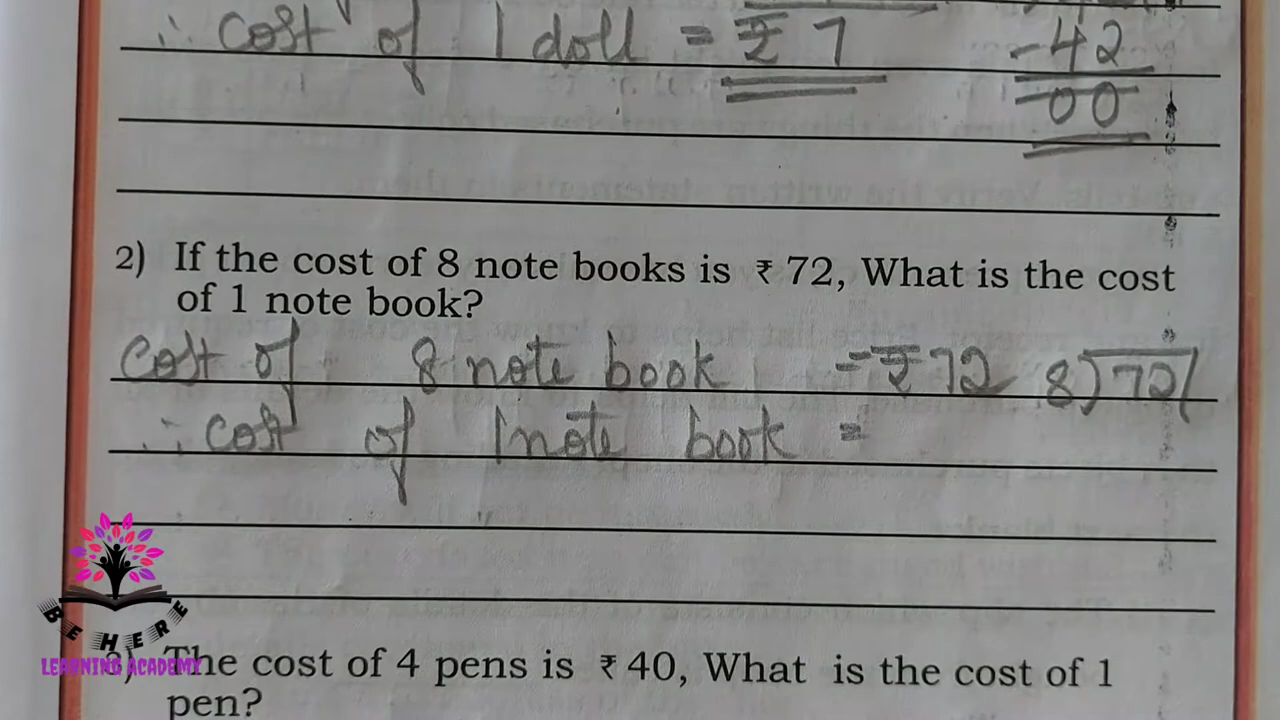 ∴ cost of 1 doll = ₹ 7
-42
00
2) If the cost of 8 note books is ₹ 72, What is the cost
of 1 note book?
cost of 8 note book = ₹ 72 8)72(
∴ cost of 1 note book =
3) The cost of 4 pens is ₹ 40, What is the cost of 1
pen?
BE HERE
LEARNING ACADEMY